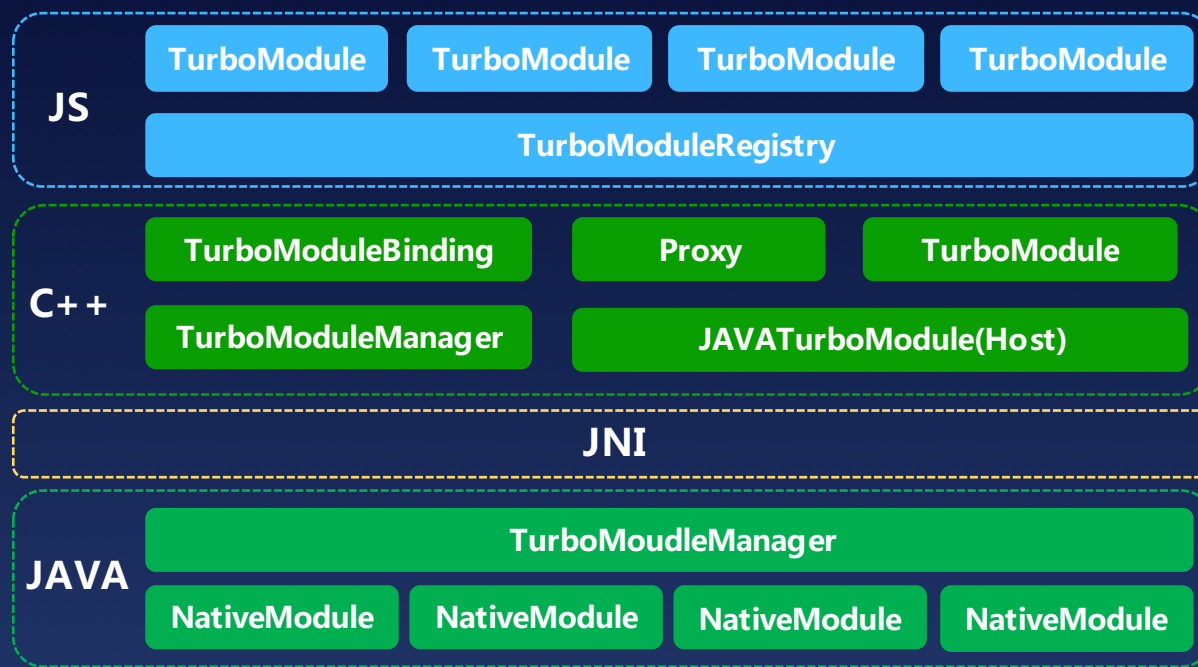 JS
TurboModule TurboModule TurboModule TurboModule
TurboModuleRegistry
C++
TurboModuleBinding Proxy TurboModule
TurboModuleManager JAVATurboModule(Host)
JNI
JAVA
TurboMoudleManager
NativeModule NativeModule NativeModule NativeModule